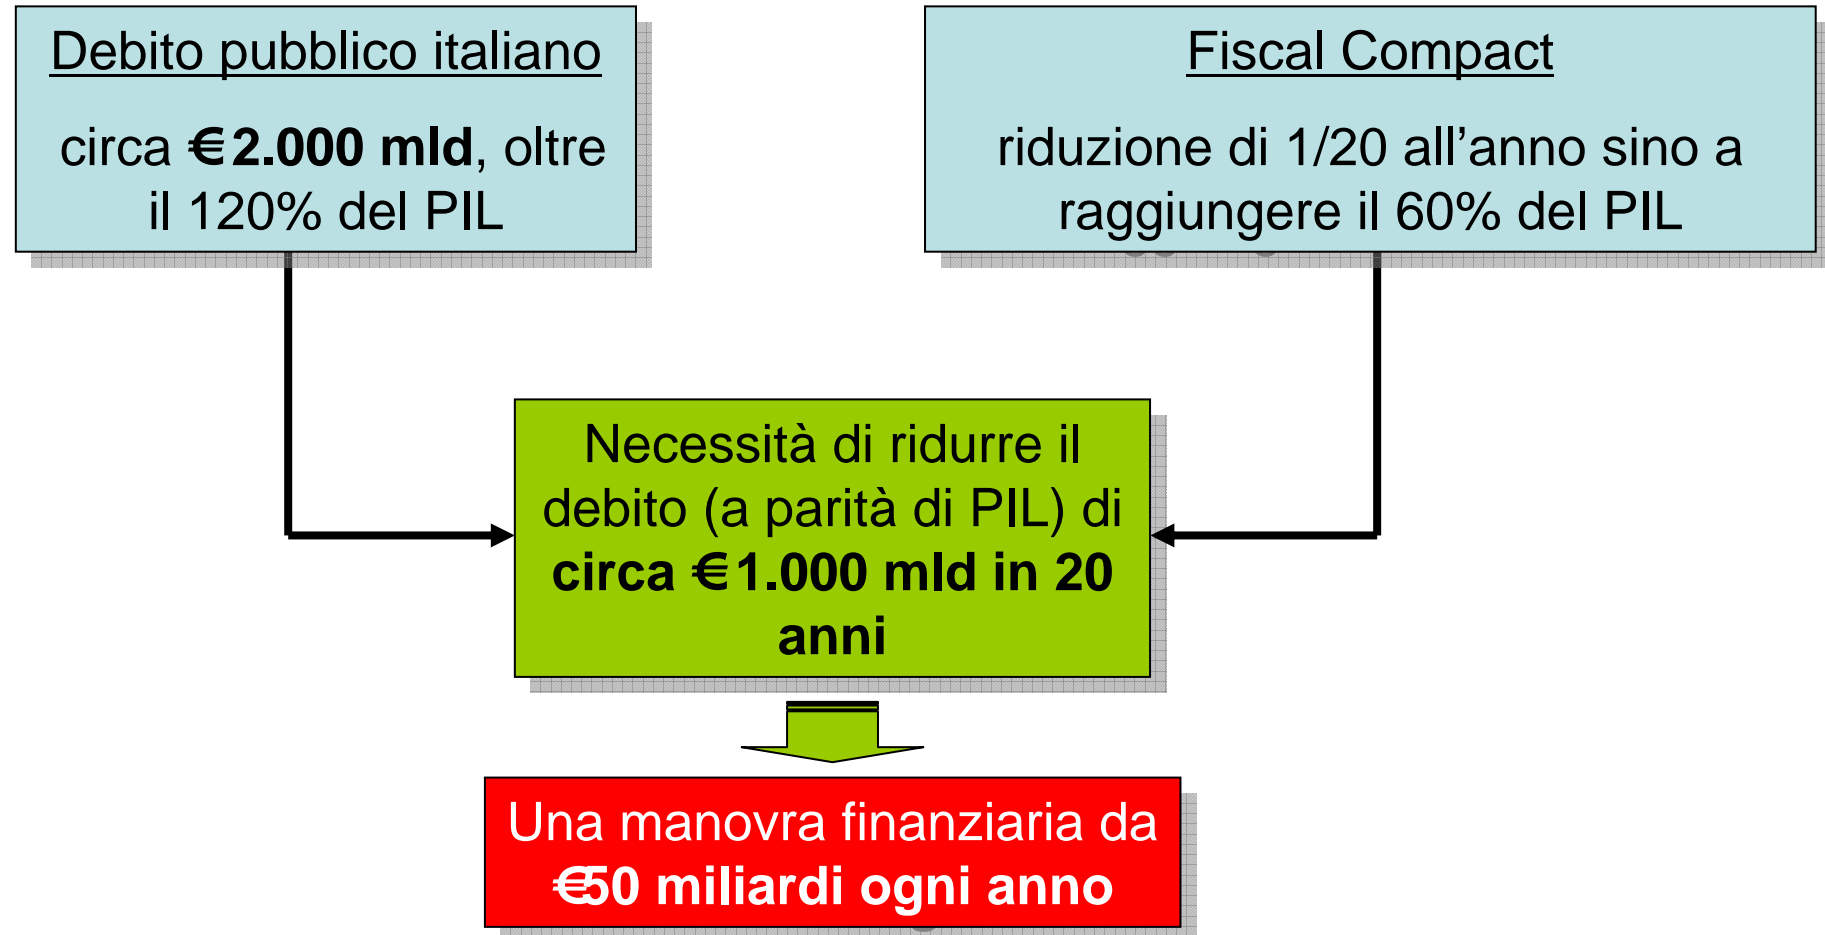 Debito pubblico italiano
circa €2.000 mld, oltre
il 120% del PIL
Fiscal Compact
riduzione di 1/20 all’anno sino a
raggiungere il 60% del PIL
Necessità di ridurre il
debito (a parità di PIL) di
circa €1.000 mld in 20
anni
Una manovra finanziaria da
€50 miliardi ogni anno